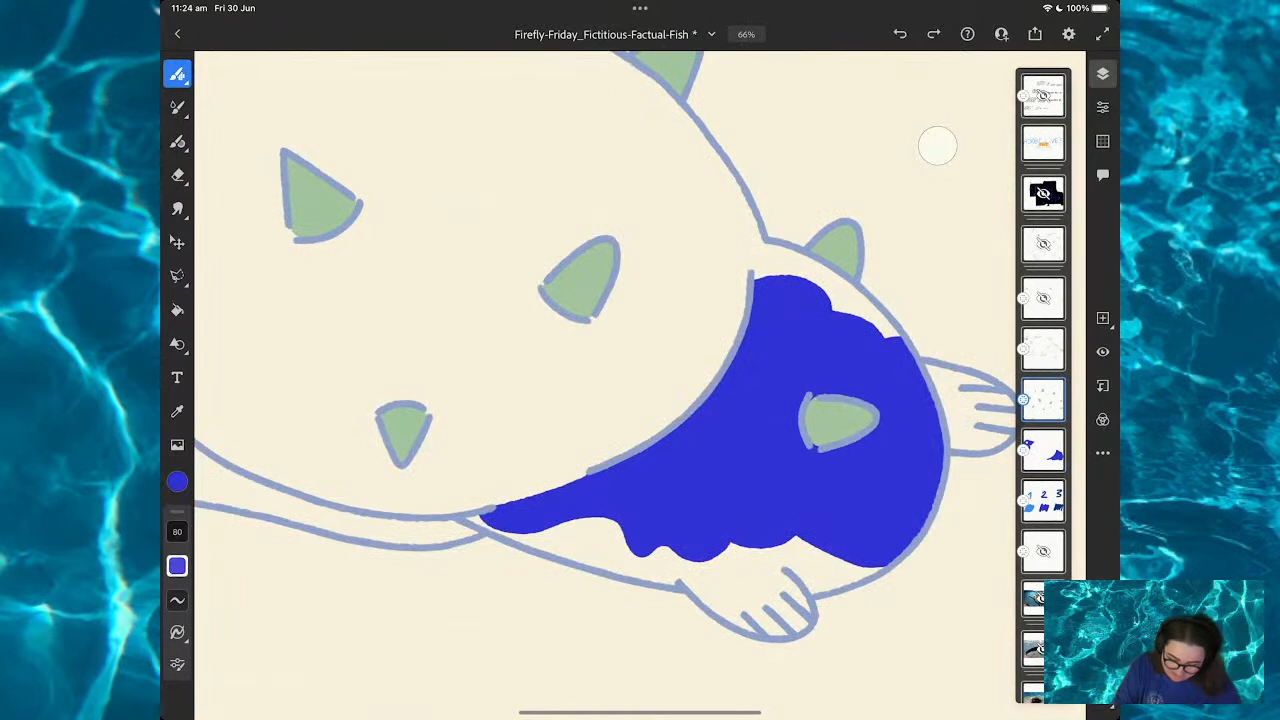 11:24 am Fri 30 Jun
100%
Firefly-Friday_Fictitious-Factual-Fish *
66%
80
1 2 3